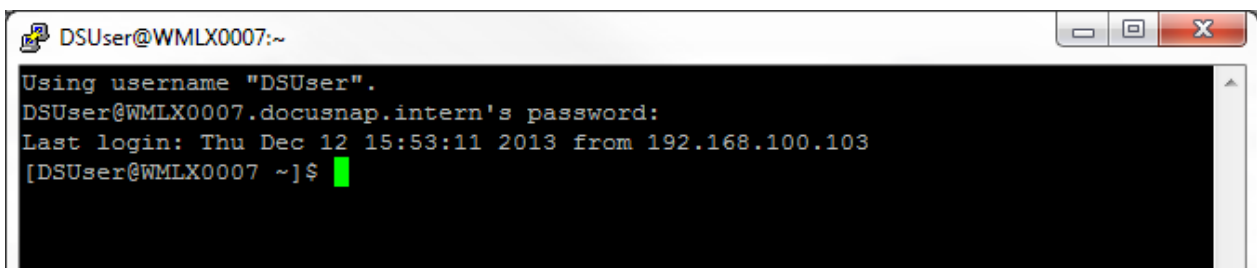 DSUser@WMLX0007:~
Using username "DSUser".
DSUser@WMLX0007.docusnap.intern's password:
Last login: Thu Dec 12 15:53:11 2013 from 192.168.100.103
[DSUser@WMLX0007 ~]$